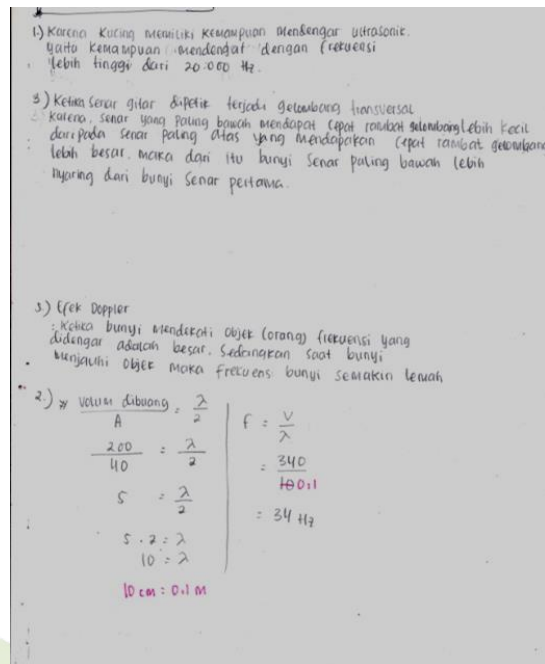 1.) Karena Kucing memiliki kemampuan mendengar ultrasonic.
yaitu kemampuan mendengar dengan frekuensi
lebih tinggi dari 20.000 Hz.
3) Ketika senar gitar dipetik terjadi gelombang transversal
Karena, senar yang paling bawah mendapat cepat rambat gelombang lebih kecil
daripada senar paling atas yang mendapatkan cepat rambat gelombang
lebih besar. maka dari itu bunyi senar paling bawah lebih
nyaring dari bunyi senar pertama.
5.) Efek Doppler
: Ketika bunyi mendekati objek (orang) frekuensi yang
didengar adalah besar. Sedangkan saat bunyi
menjauhi objek maka frekuens bunyi semakin lemah
2.) * Volum dibuang / A = λ / 2
200 / 40 = λ / 2
5 = λ / 2
5 . 2 = λ
10 = λ
10 cm = 0.1 m
f = v / λ
= 340 / 10 0.1
= 34 Hz